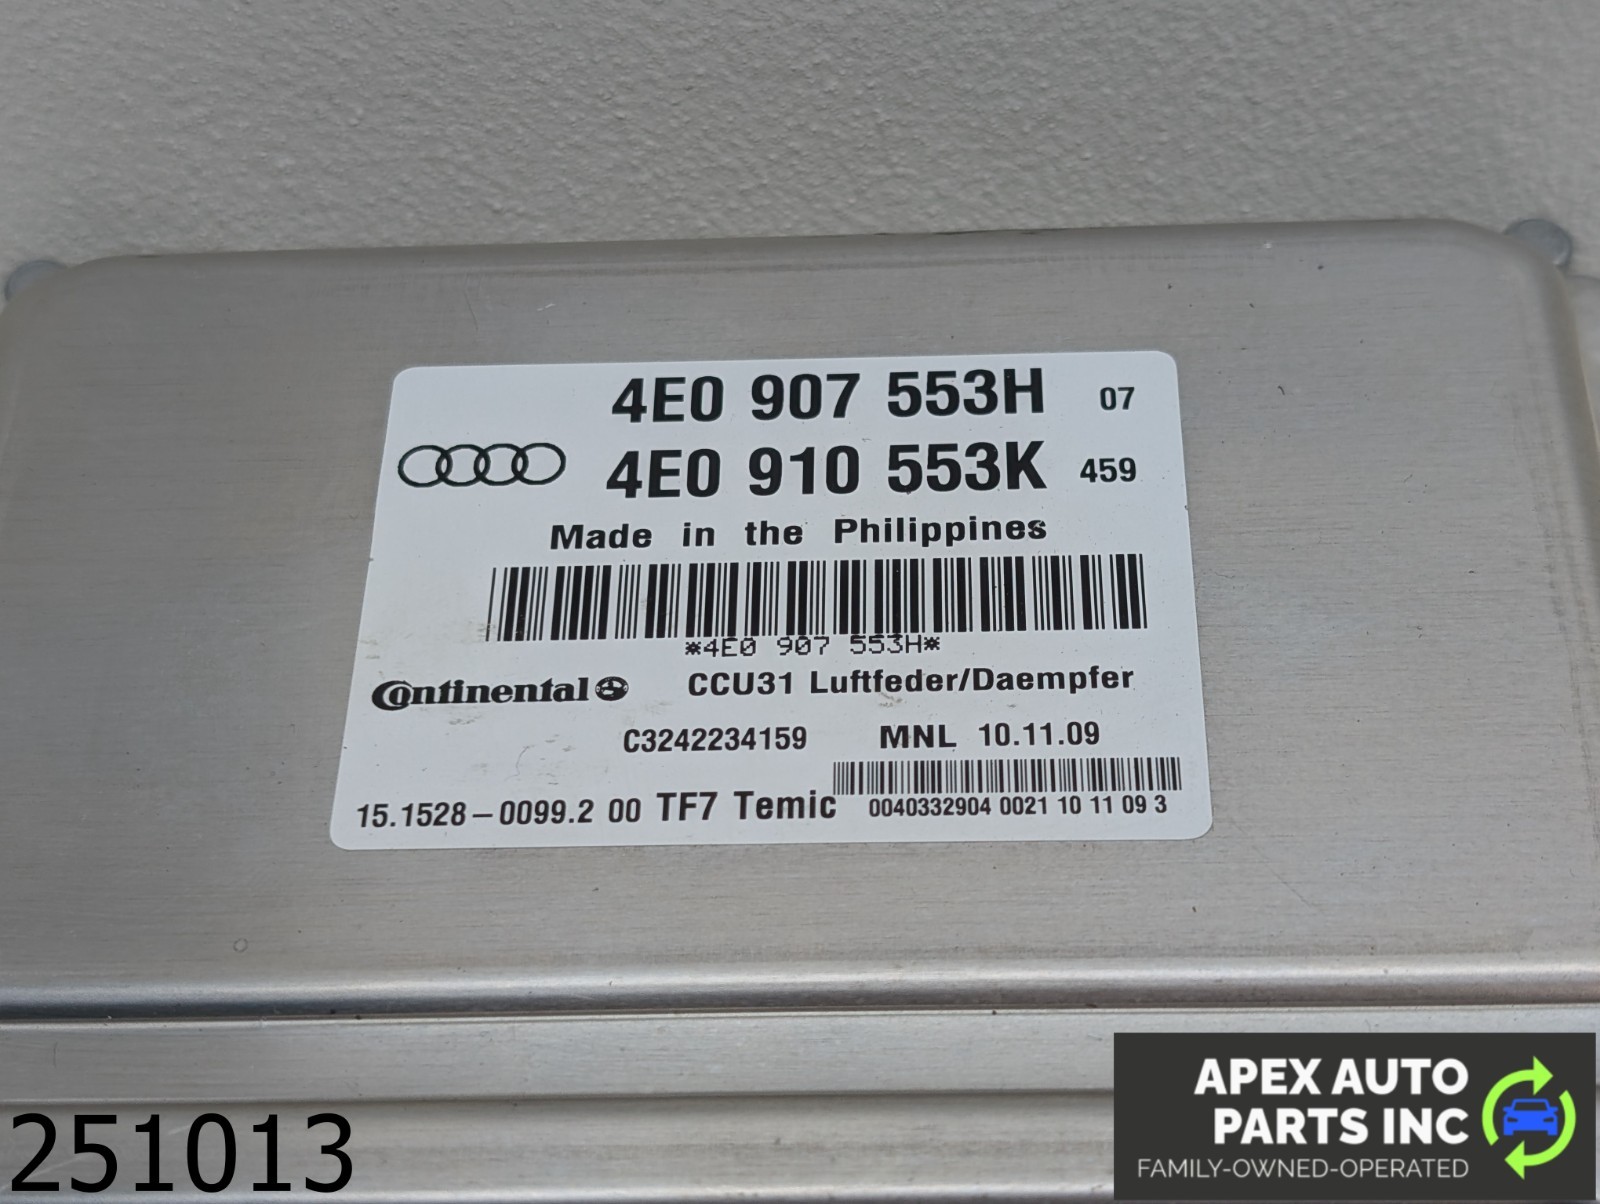 4E0 907 553H 07
4E0 910 553K 459
Made in the Philippines
*4E0 907 553H*
Continental CCU31 Luftfeder/Daempfer
C3242234159 MNL 10.11.09
15.1528-0099.2 00 TF7 Temic 0040332904 0021 10 11 09 3
251013
APEX AUTO
PARTS INC
FAMILY-OWNED-OPERATED